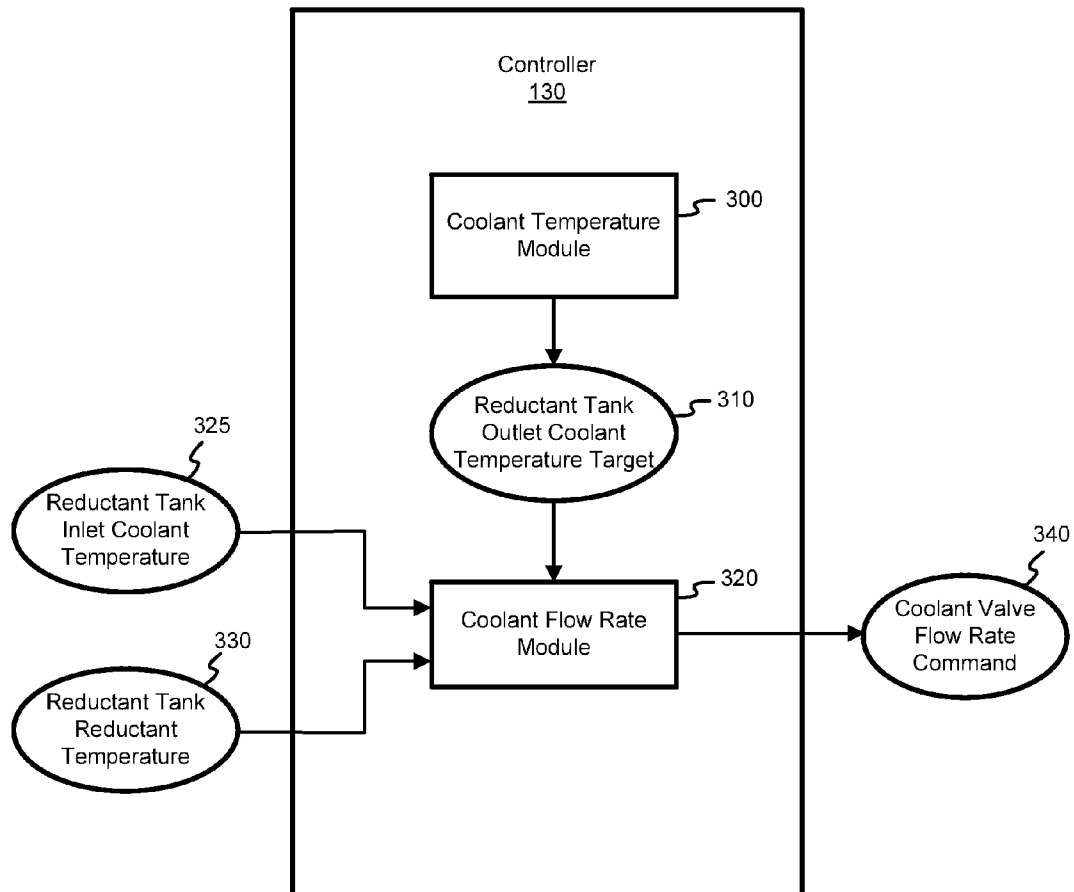 Controller
130
Coolant Temperature
Module
300
Reductant Tank
Outlet Coolant
Temperature Target
310
325
Reductant Tank
Inlet Coolant
Temperature
330
Reductant Tank
Reductant
Temperature
Coolant Flow Rate
Module
320
340
Coolant Valve
Flow Rate
Command